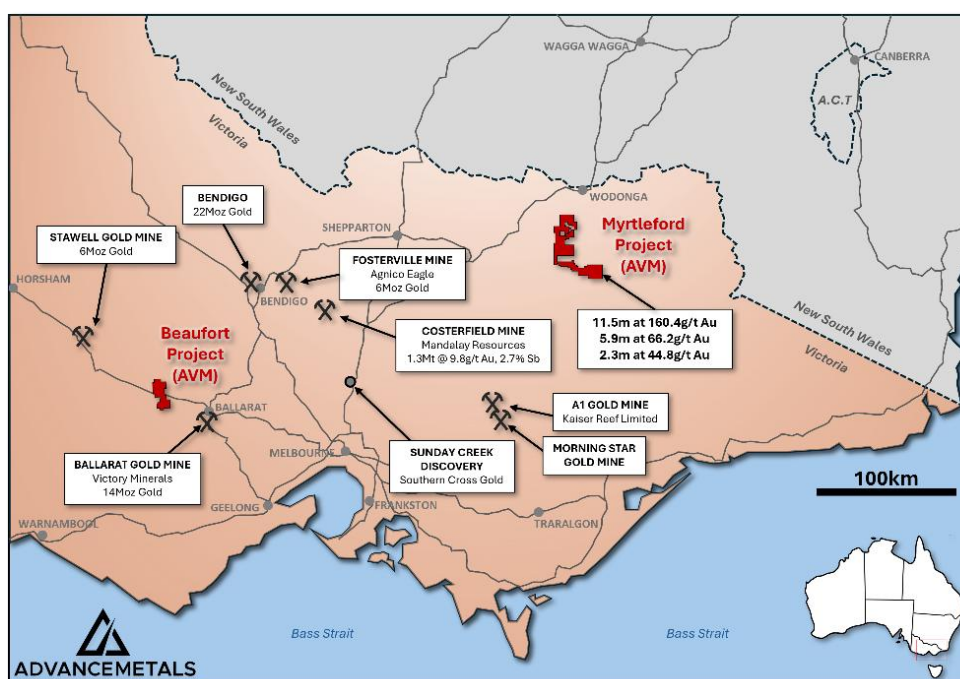 WAGGA WAGGA
CANBERRA
A.C.T
New South Wales
Victoria
WODONGA
BENDIGO
22Moz Gold
SHEPPARTON
Myrtleford
Project
(AVM)
STAWELL GOLD MINE
6Moz Gold
FOSTERVILLE MINE
Agnico Eagle
6Moz Gold
HORSHAM
BENDIGO
New South Wales
Victoria
COSTERFIELD MINE
Mandalay Resources
1.3Mt @ 9.8g/t Au, 2.7% Sb
11.5m at 160.4g/t Au
5.9m at 66.2g/t Au
2.3m at 44.8g/t Au
Beaufort
Project
(AVM)
A1 GOLD MINE
Kaiser Reef Limited
BALLARAT
MORNING STAR
GOLD MINE
MELBOURNE
SUNDAY CREEK
DISCOVERY
Southern Cross Gold
BALLARAT GOLD MINE
Victory Minerals
14Moz Gold
100km
GEELONG
FRANKSTON
TRARALGON
WARNAMBOOL
Bass Strait
Bass Strait
ADVANCEMETALS